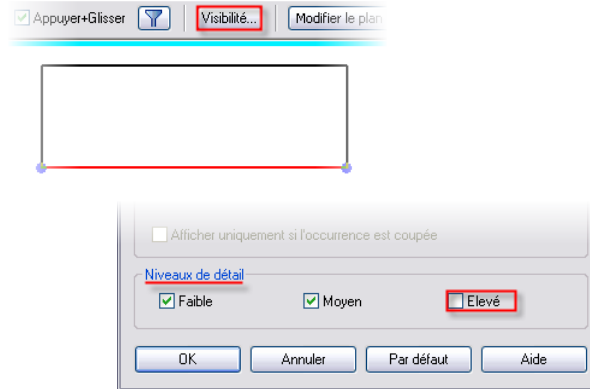 Appuyer+Glisser Visibilité... Modifier le plan
Afficher uniquement si l'occurrence est coupée
Niveaux de détail
Faible Moyen Elevé
OK Annuler Par défaut Aide